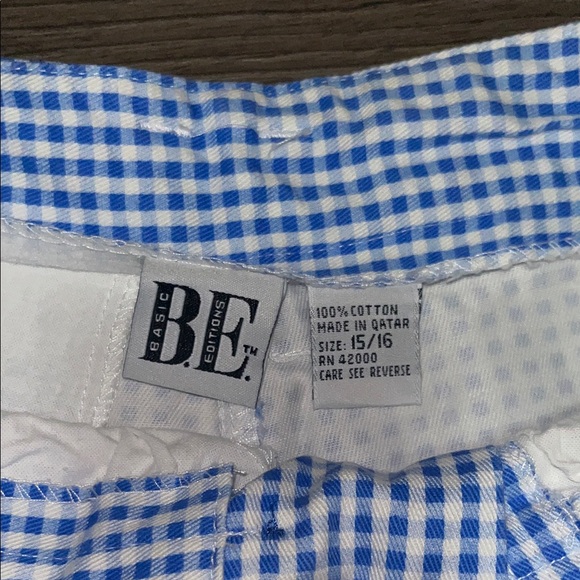 BASIC
B.E.™
EDITIONS
100% COTTON
MADE IN QATAR
SIZE: 15/16
RN 42000
CARE SEE REVERSE